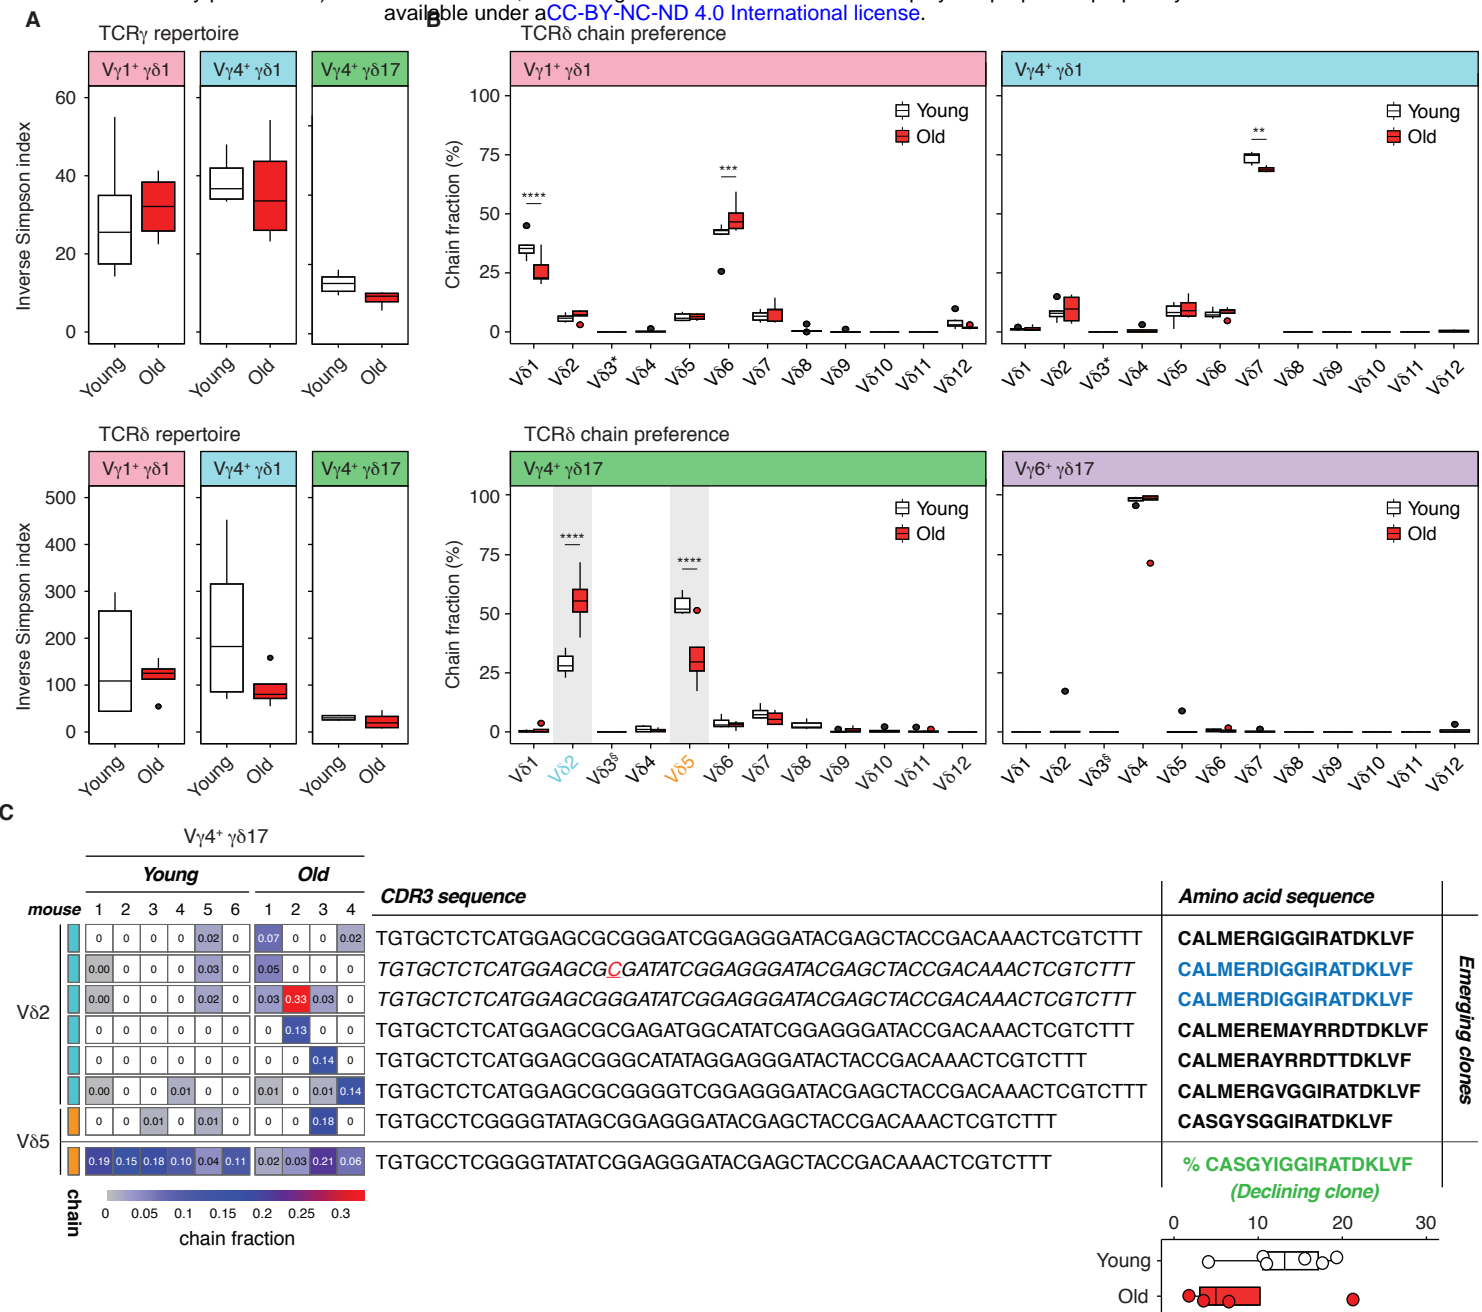 available under aCC-BY-NC-ND 4.0 International license.
A
TCRγ repertoire
Vγ1⁺ γδ1
Vγ4⁺ γδ1
Vγ4⁺ γδ17
Inverse Simpson index
60
40
20
0
Young
Old
Young
Old
Young
Old
TCRδ repertoire
Vγ1⁺ γδ1
Vγ4⁺ γδ1
Vγ4⁺ γδ17
Inverse Simpson index
500
400
300
200
100
0
Young
Old
Young
Old
Young
Old
B
TCRδ chain preference
Vγ1⁺ γδ1
Chain fraction (%)
100
75
50
25
0
Young
Old
****
***
Vδ1 Vδ2 Vδ3* Vδ4 Vδ5 Vδ6 Vδ7 Vδ8 Vδ9 Vδ10 Vδ11 Vδ12
Vγ4⁺ γδ1
Young
Old
**
Vδ1 Vδ2 Vδ3* Vδ4 Vδ5 Vδ6 Vδ7 Vδ8 Vδ9 Vδ10 Vδ11 Vδ12
TCRδ chain preference
Vγ4⁺ γδ17
Chain fraction (%)
100
75
50
25
0
Young
Old
****
****
Vδ1 Vδ2 Vδ3§ Vδ4 Vδ5 Vδ6 Vδ7 Vδ8 Vδ9 Vδ10 Vδ11 Vδ12
Vγ6⁺ γδ17
Young
Old
Vδ1 Vδ2 Vδ3§ Vδ4 Vδ5 Vδ6 Vδ7 Vδ8 Vδ9 Vδ10 Vδ11 Vδ12
C
Vγ4⁺ γδ17
Young Old
mouse 1 2 3 4 5 6 1 2 3 4 CDR3 sequence Amino acid sequence
Vδ2
0 0 0 0 0.02 0 0.07 0 0 0.02 TGTGCTCTCATGGAGCGCGGGATCGGAGGGATACGAGCTACCGACAAACTCGTCTTT CALMERGIGGIRATDKLVF
0.00 0 0 0 0.03 0 0.05 0 0 0 TGTGCTCTCATGGAGCGCGATATCGGAGGGATACGAGCTACCGACAAACTCGTCTTT CALMERDIGGIRATDKLVF
0.00 0 0 0 0.02 0 0.03 0.33 0.03 0 TGTGCTCTCATGGAGCGGGATATCGGAGGGATACGAGCTACCGACAAACTCGTCTTT CALMERDIGGIRATDKLVF
0 0 0 0 0 0 0 0.13 0 0 TGTGCTCTCATGGAGCGCGAGATGGCATATCGGAGGGATACCGACAAACTCGTCTTT CALMEREMAYRRDTDKLVF
0 0 0 0 0 0 0 0 0.14 0 TGTGCTCTCATGGAGCGGGCATATAGGAGGGATACTACCGACAAACTCGTCTTT CALMERAYRRDTTDKLVF
0.00 0 0 0.01 0 0 0.01 0 0.01 0.14 TGTGCTCTCATGGAGCGCGGGGTCGGAGGGATACGAGCTACCGACAAACTCGTCTTT CALMERGVGGIRATDKLVF
Vδ5
0 0 0.01 0 0.01 0 0 0 0.18 0 TGTGCCTCGGGGTATAGCGGAGGGATACGAGCTACCGACAAACTCGTCTTT CASGYSGGIRATDKLVF
0.19 0.15 0.18 0.10 0.04 0.11 0.02 0.03 0.21 0.06 TGTGCCTCGGGGTATATCGGAGGGATACGAGCTACCGACAAACTCGTCTTT % CASGYIGGIRATDKLVF
Emerging clones
(Declining clone)
chain
0 0.05 0.1 0.15 0.2 0.25 0.3
chain fraction
0 10 20 30
Young
Old